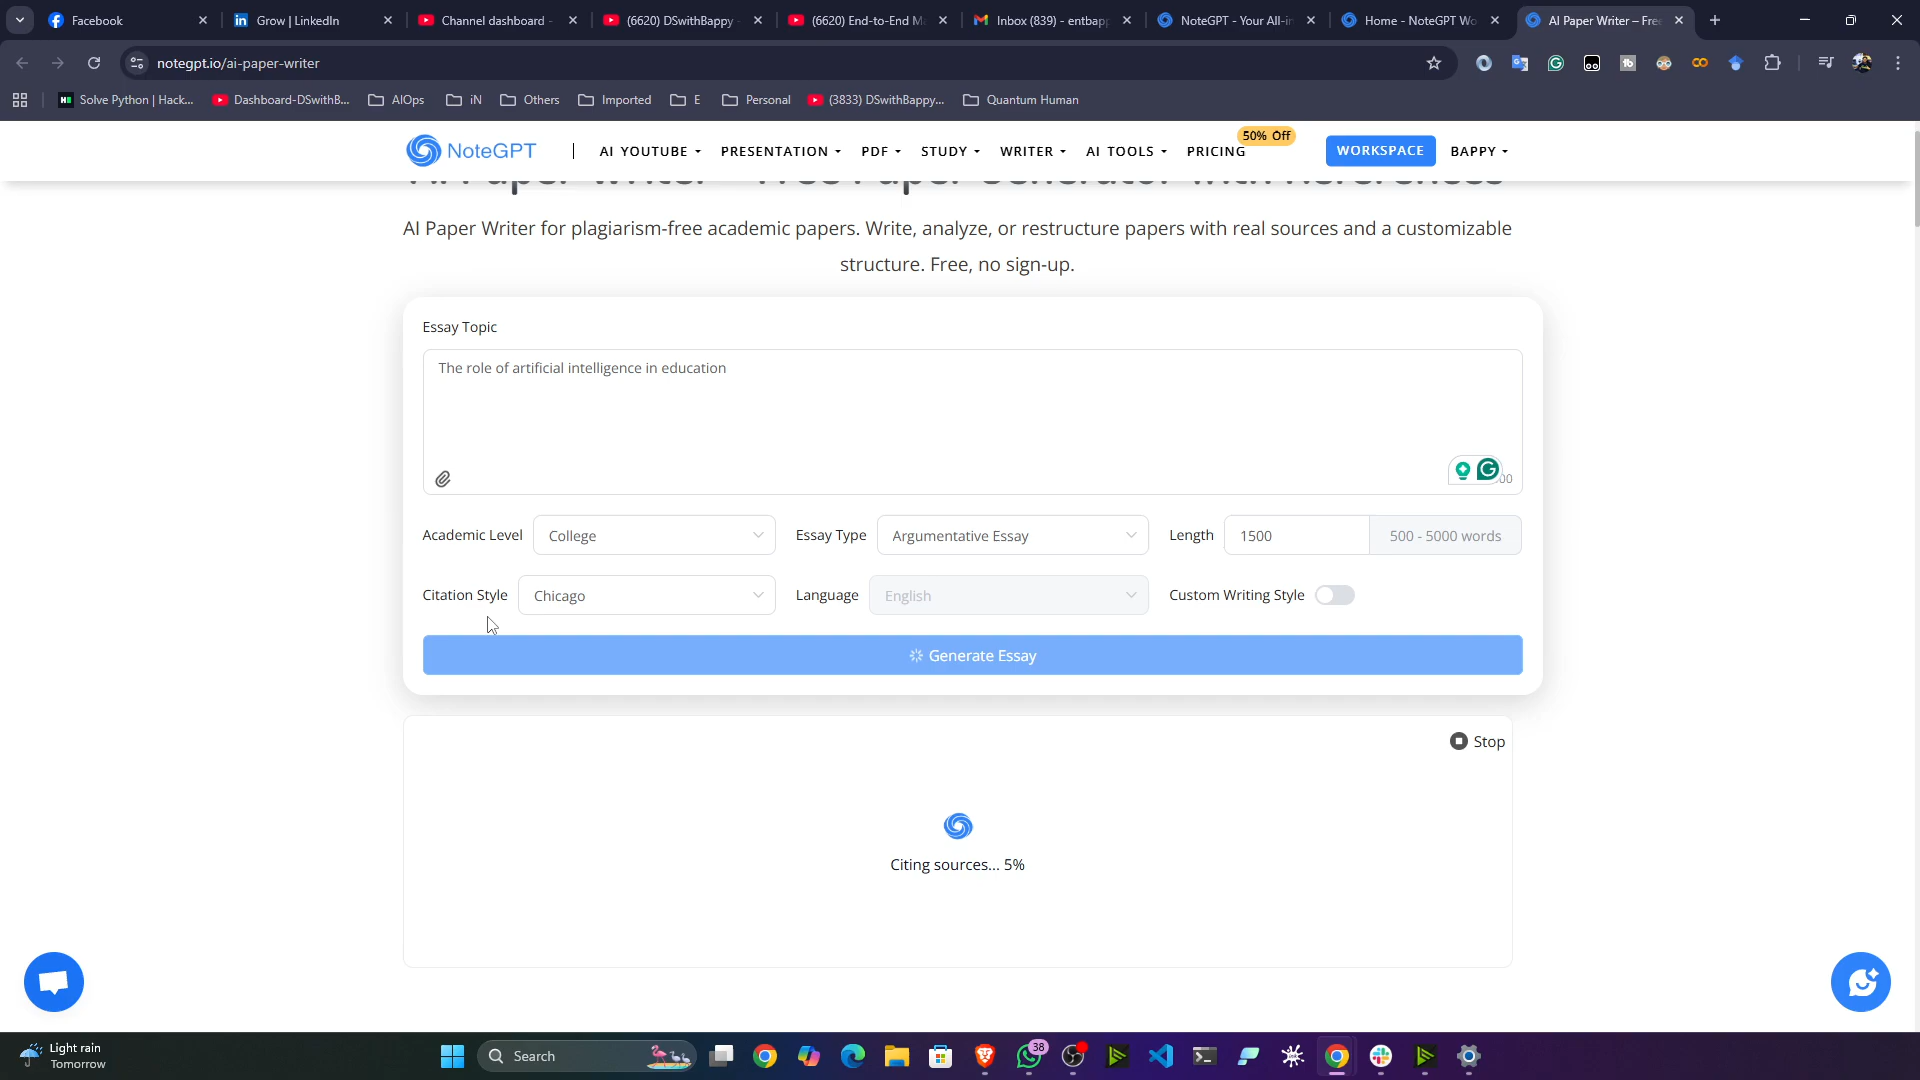 Facebook
Grow | LinkedIn
Channel dashboard -
(6620) DSwithBappy
(6620) End-to-End M
Inbox (839) - entbapp
NoteGPT - Your All-in
Home - NoteGPT Wo
AI Paper Writer – Free
notegpt.io/ai-paper-writer
Solve Python | Hack...
Dashboard-DSwithB...
AIOps
iN
Others
Imported
E
Personal
(3833) DSwithBappy...
Quantum Human
NoteGPT
AI YOUTUBE
PRESENTATION
PDF
STUDY
WRITER
AI TOOLS
PRICING
50% Off
WORKSPACE
BAPPY
AI Paper Writer for plagiarism-free academic papers. Write, analyze, or restructure papers with real sources and a customizable
structure. Free, no sign-up.
Essay Topic
The role of artificial intelligence in education
Academic Level
College
Essay Type
Argumentative Essay
Length
1500
500 - 5000 words
Citation Style
Chicago
Language
English
Custom Writing Style
Generate Essay
Stop
Citing sources... 5%
Light rain
Tomorrow
Search
38